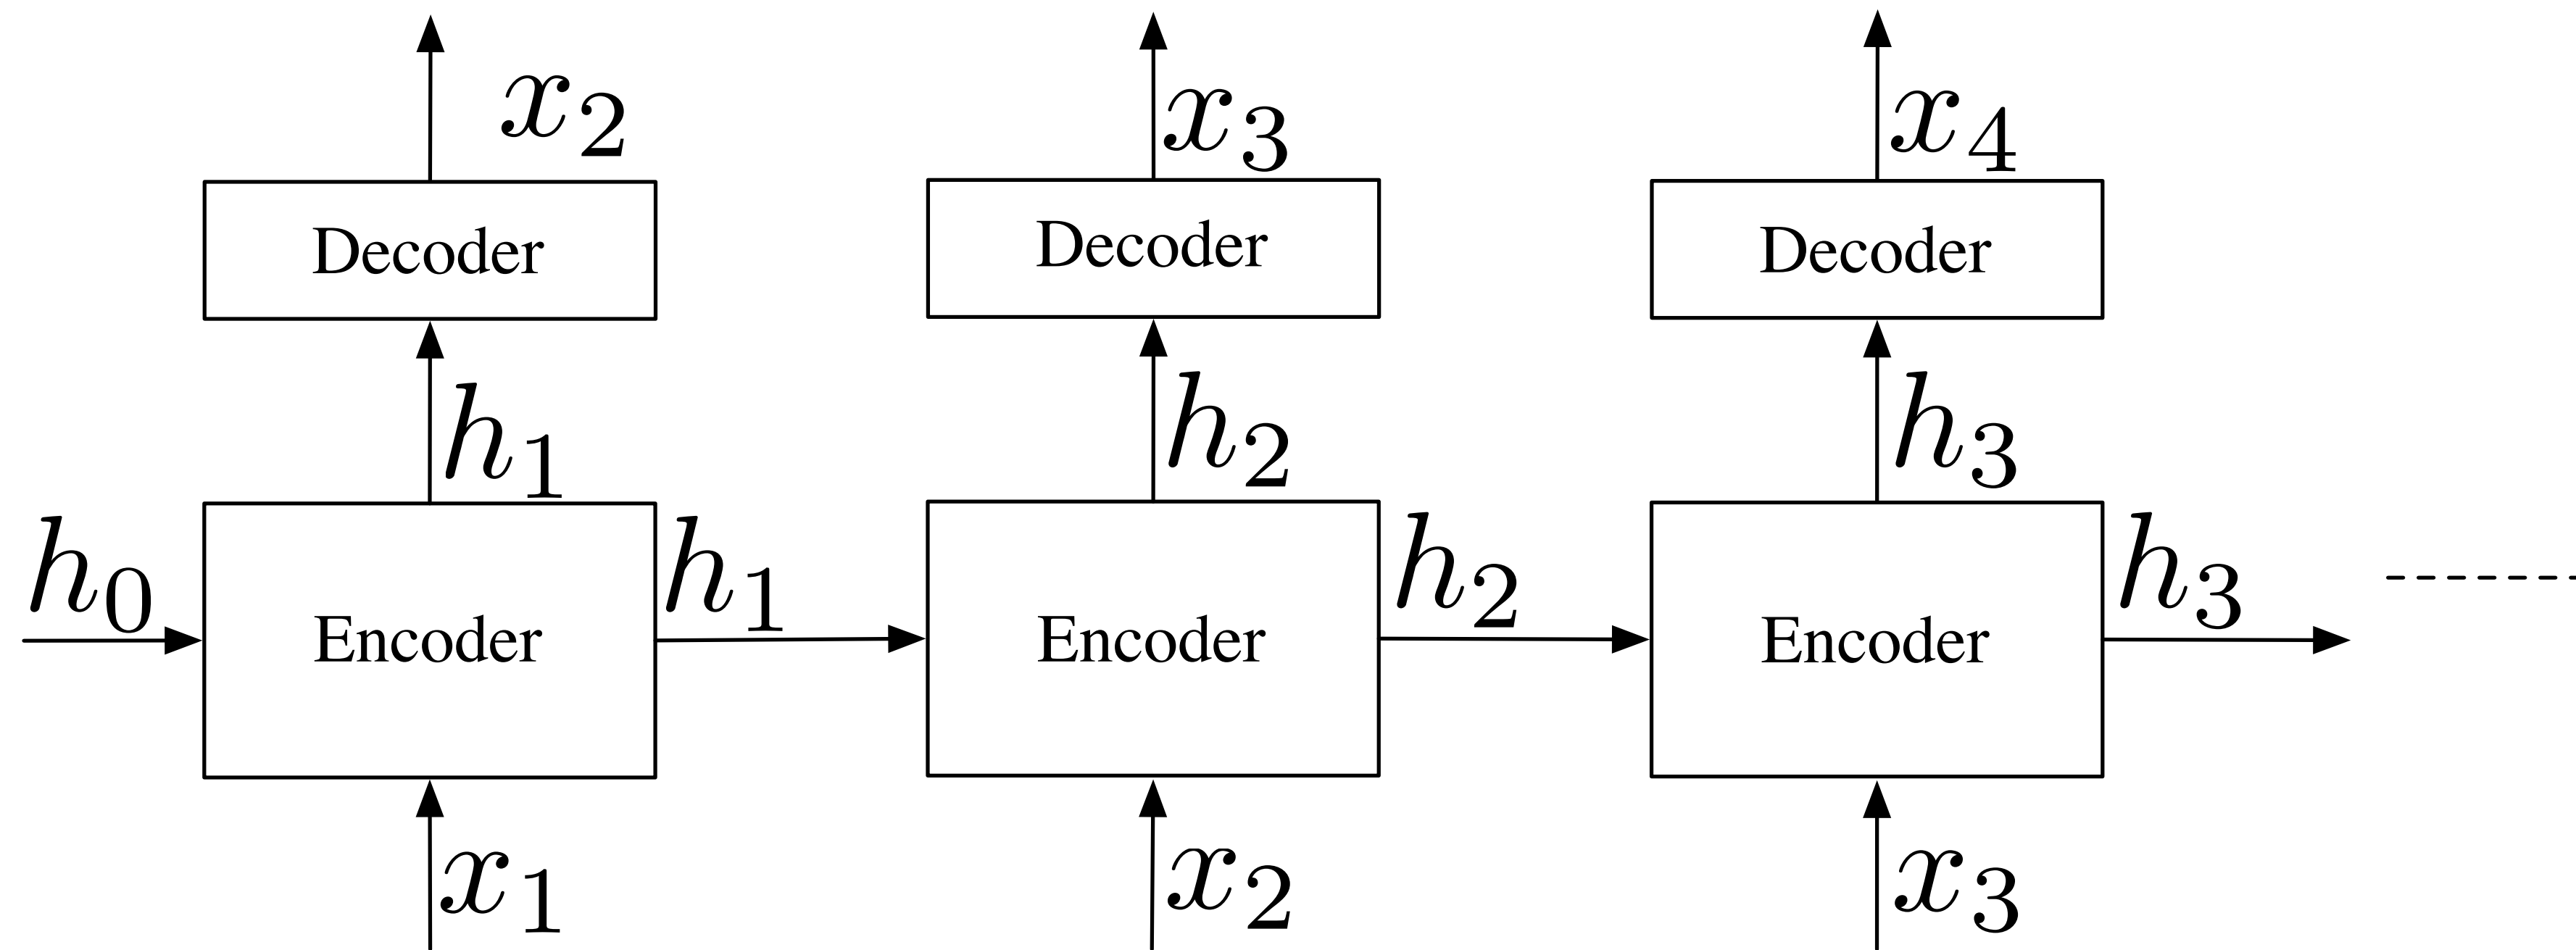 x₂ x₃ x₄
Decoder Decoder Decoder
h₁ h₂ h₃
h₀ h₁ h₂ h₃
Encoder Encoder Encoder
x₁ x₂ x₃